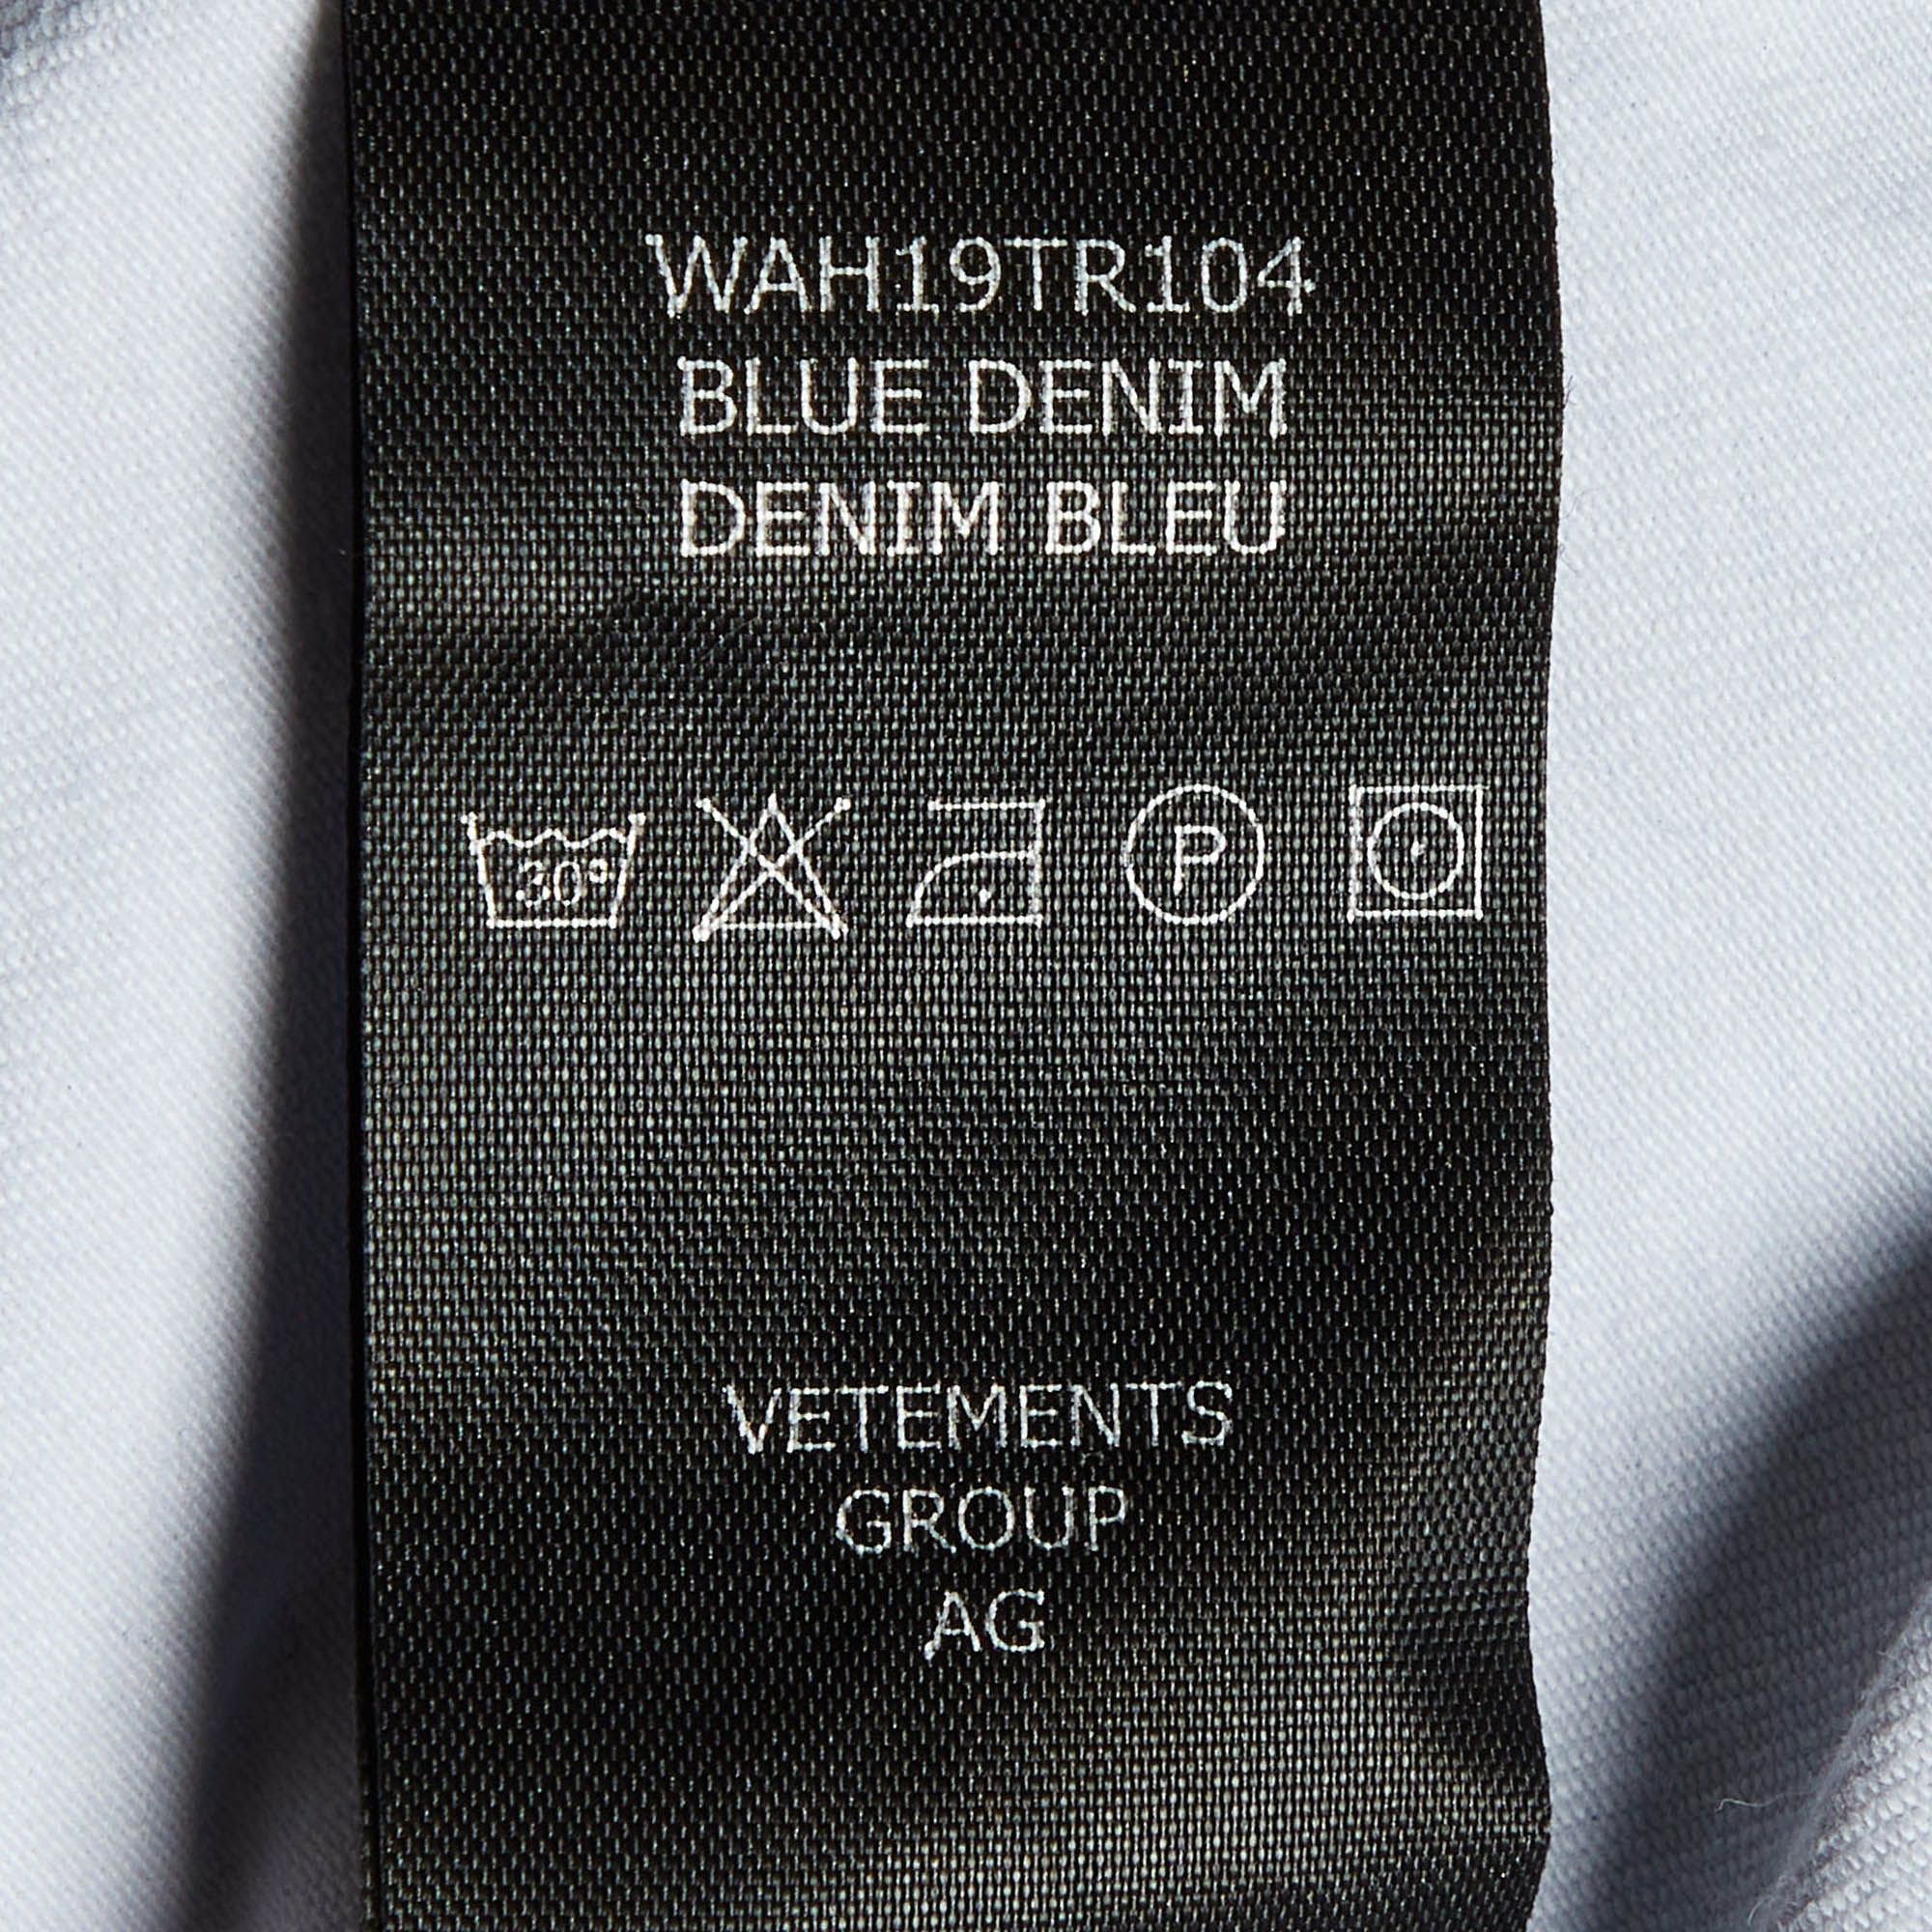 WAH19TR104
BLUE DENIM
DENIM BLEU
30° P
VETEMENTS
GROUP
AG